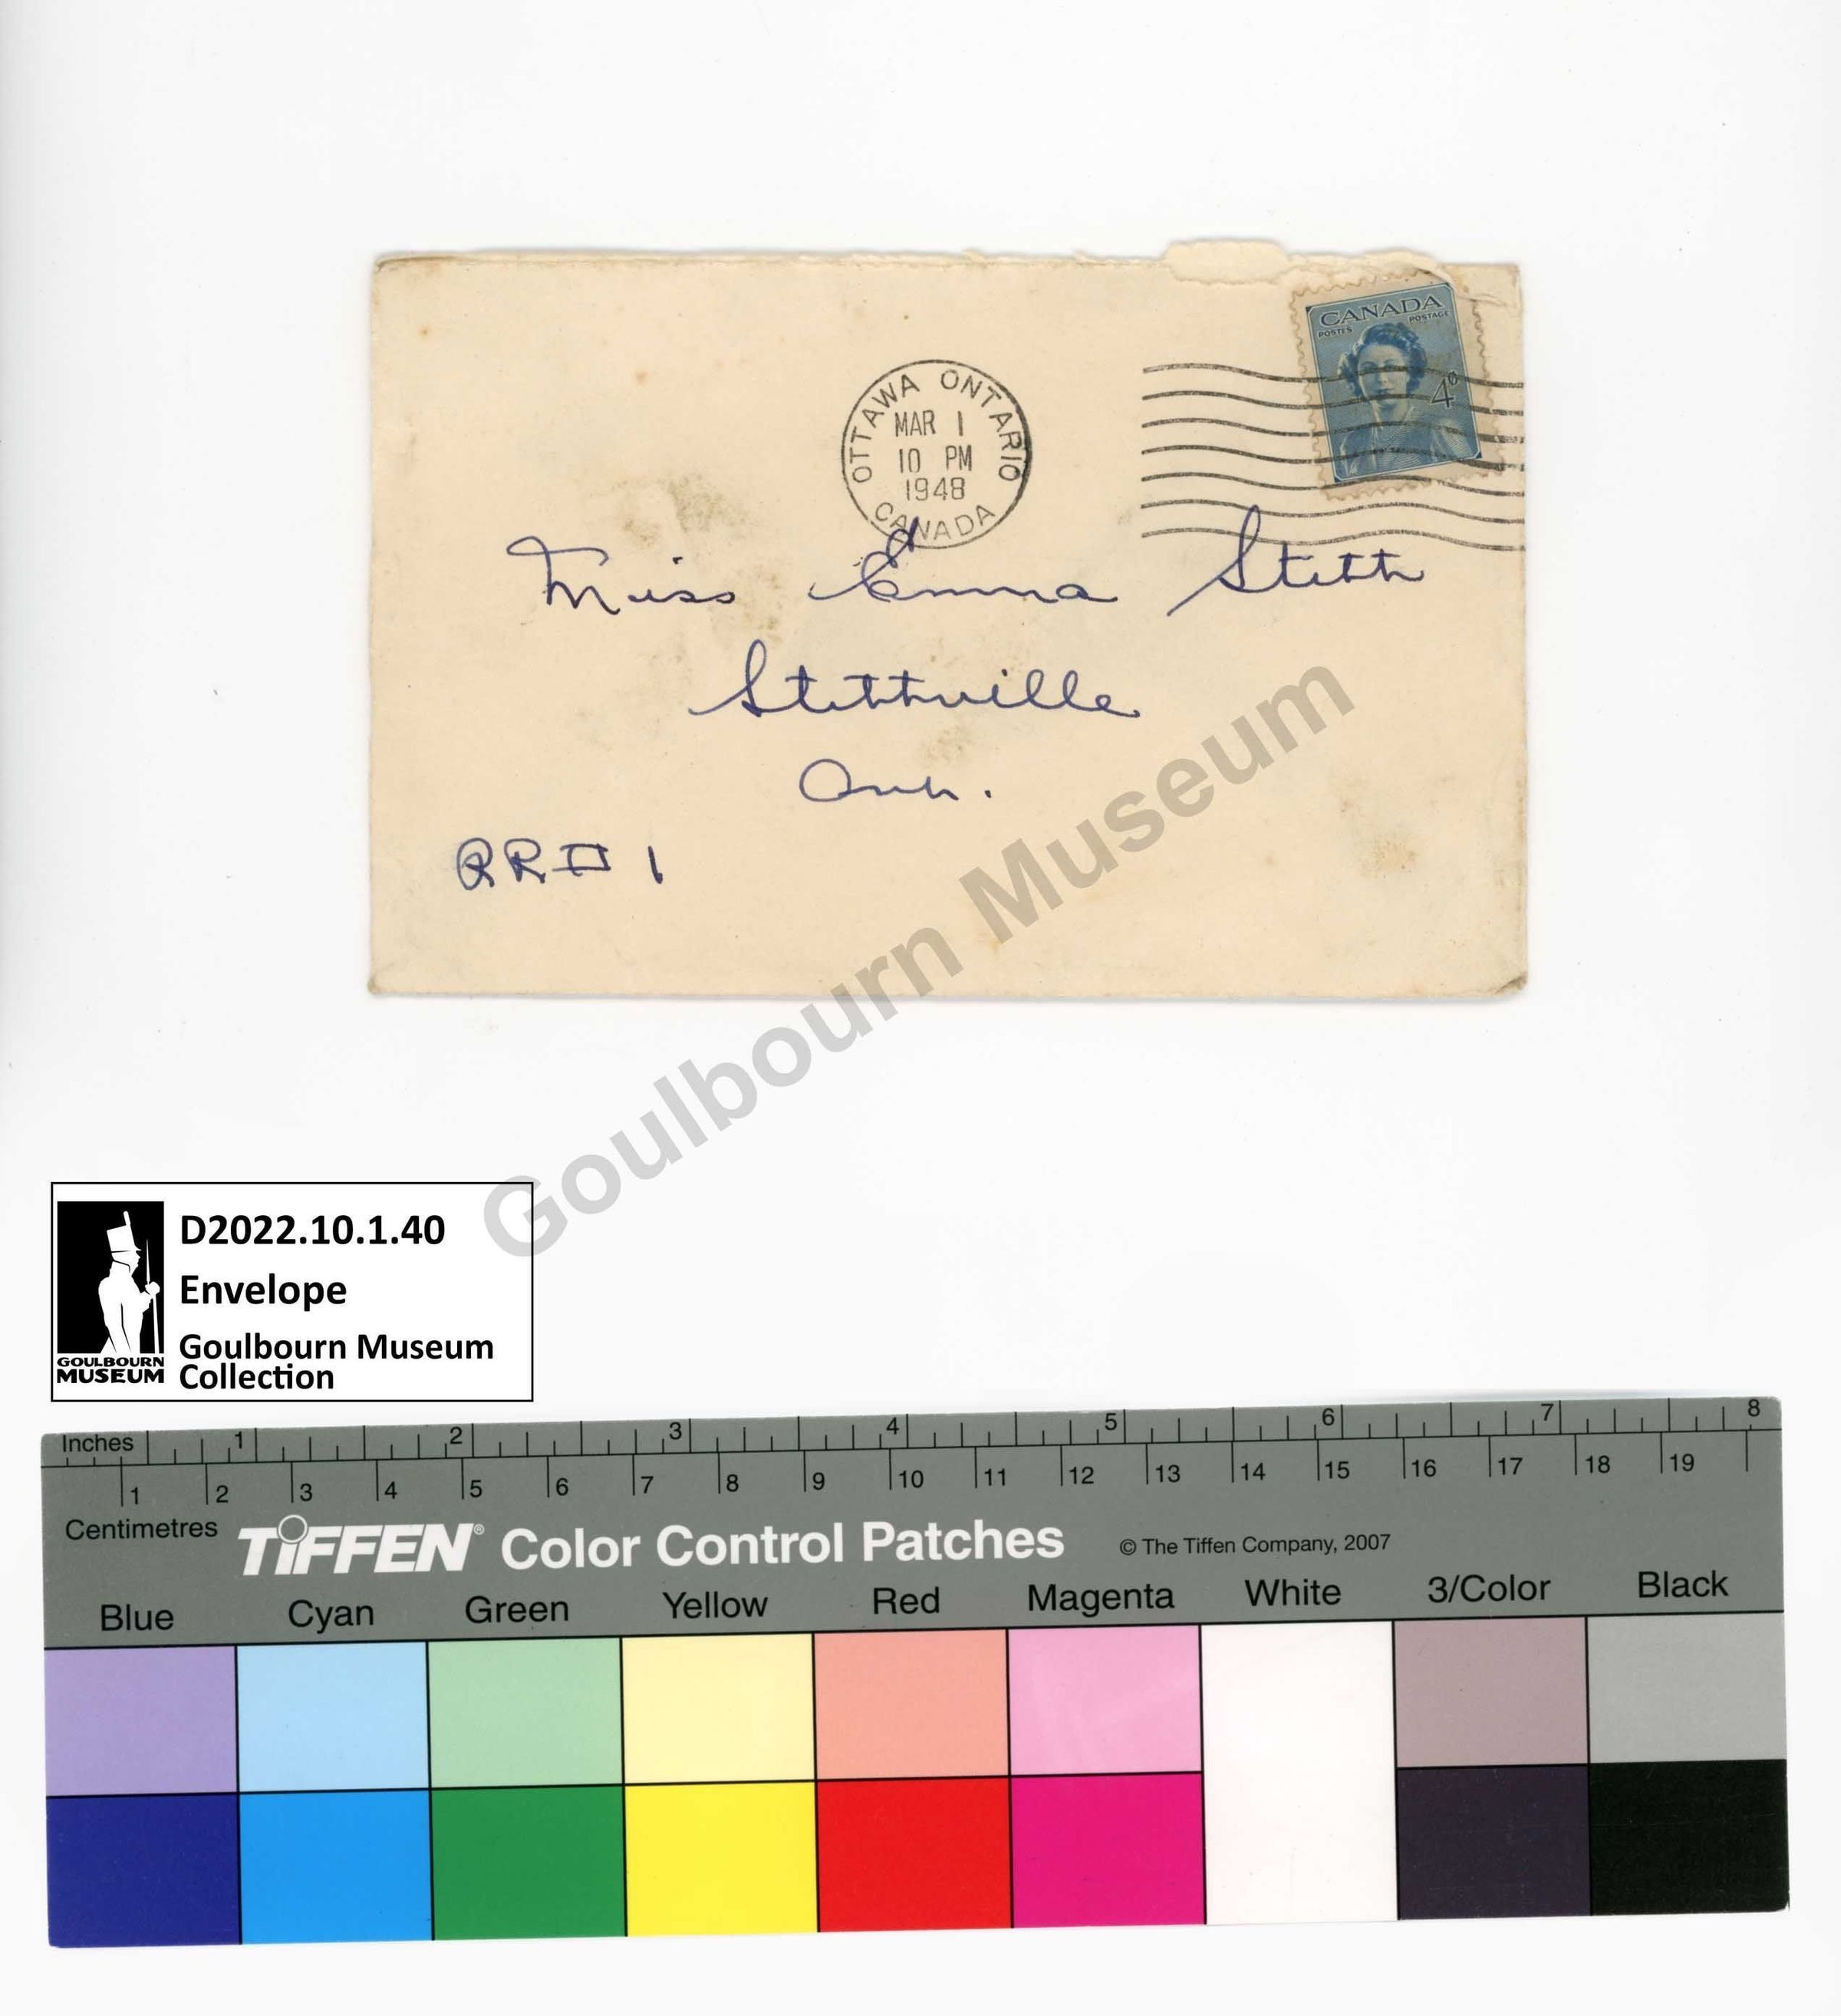 CANADA
POSTES POSTAGE
4¢
OTTAWA ONTARIO
MAR 1
10 PM
1948
CANADA
Miss Emma Stitt
Stittsville
Ont.
RR # 1
Goulbourn Museum
D2022.10.1.40
Envelope
Goulbourn Museum
Collection
GOULBOURN
MUSEUM
Inches 1 2 3 4 5 6 7 8
1 2 3 4 5 6 7 8 9 10 11 12 13 14 15 16 17 18 19
Centimetres
TIFFEN® Color Control Patches © The Tiffen Company, 2007
Blue Cyan Green Yellow Red Magenta White 3/Color Black